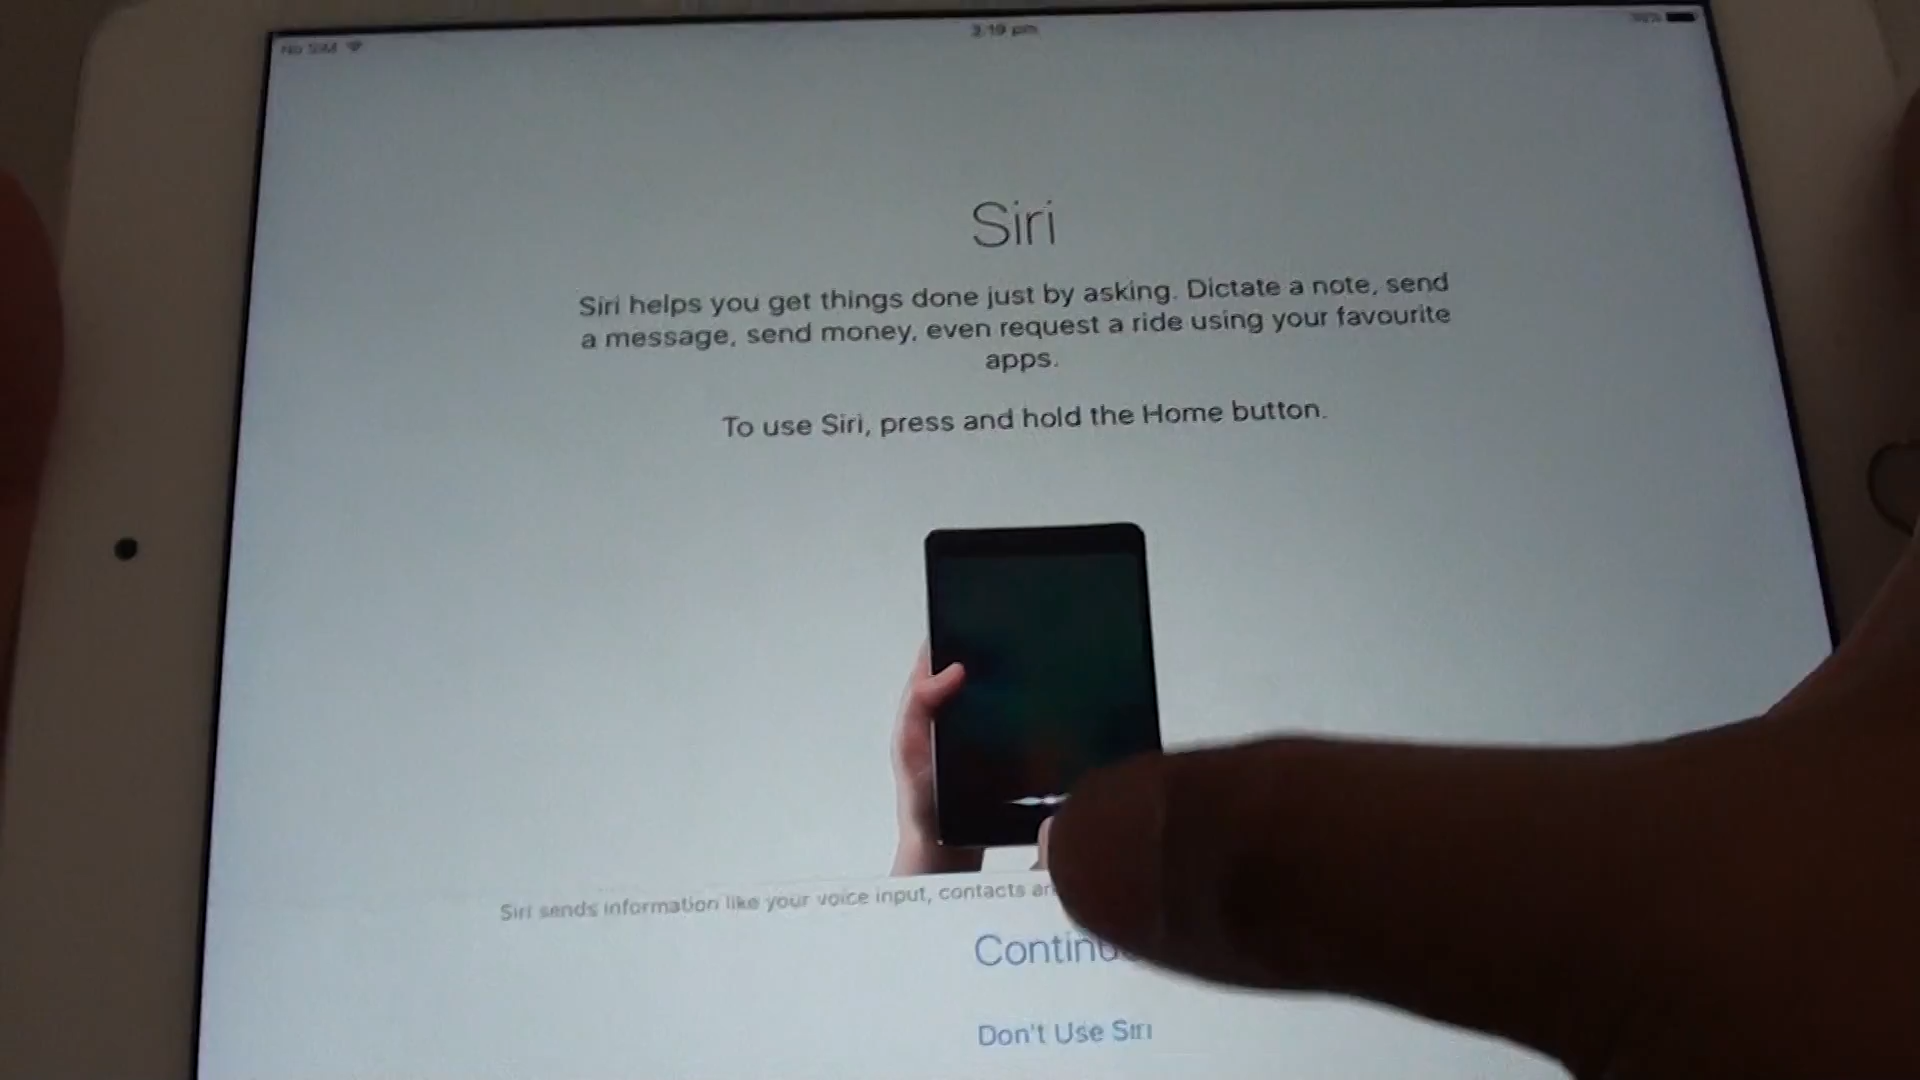 No SIM
3:19 pm
Siri
Siri helps you get things done just by asking. Dictate a note, send
a message, send money, even request a ride using your favourite
apps.
To use Siri, press and hold the Home button.
Siri sends information like your voice input, contacts
Continue
Don't Use Siri